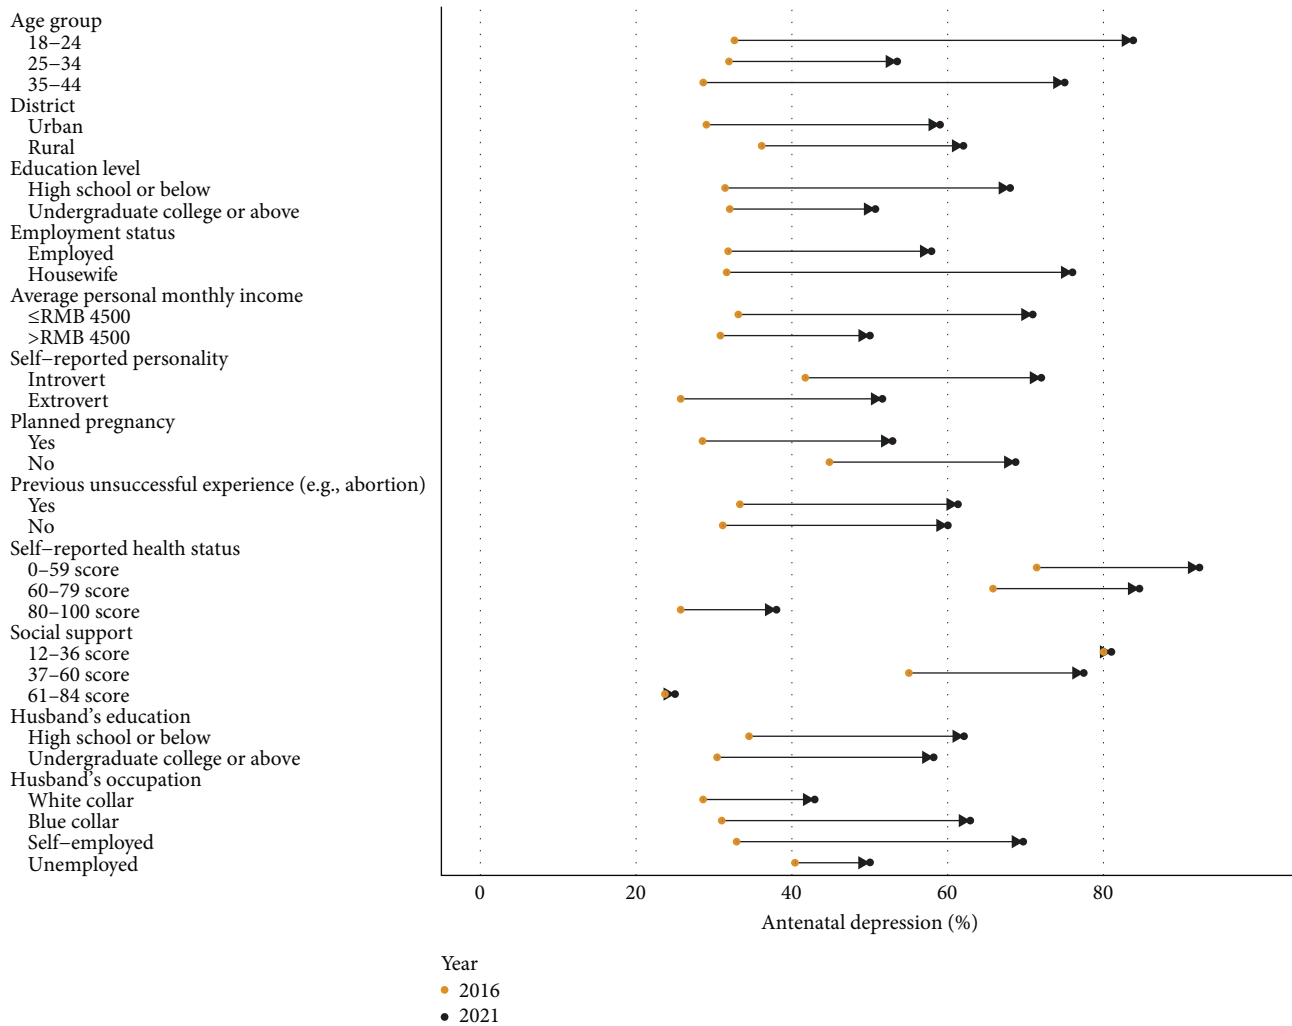 Age group
18−24
25−34
35−44
District
Urban
Rural
Education level
High school or below
Undergraduate college or above
Employment status
Employed
Housewife
Average personal monthly income
≤RMB 4500
>RMB 4500
Self−reported personality
Introvert
Extrovert
Planned pregnancy
Yes
No
Previous unsuccessful experience (e.g., abortion)
Yes
No
Self−reported health status
0−59 score
60−79 score
80−100 score
Social support
12−36 score
37−60 score
61−84 score
Husband’s education
High school or below
Undergraduate college or above
Husband’s occupation
White collar
Blue collar
Self−employed
Unemployed
0 20 40 60 80
Antenatal depression (%)
Year
2016
2021